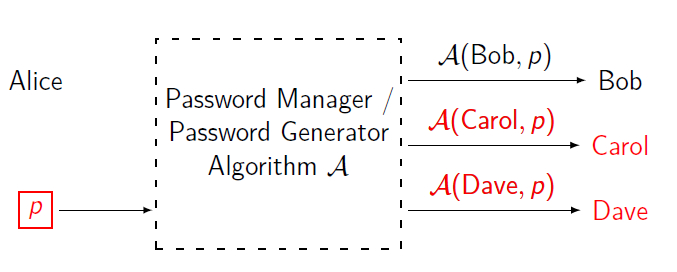 𝒜(Bob, p)
Alice
Bob
Password Manager /
Password Generator
Algorithm 𝒜
𝒜(Carol, p)
Carol
𝒜(Dave, p)
p
Dave